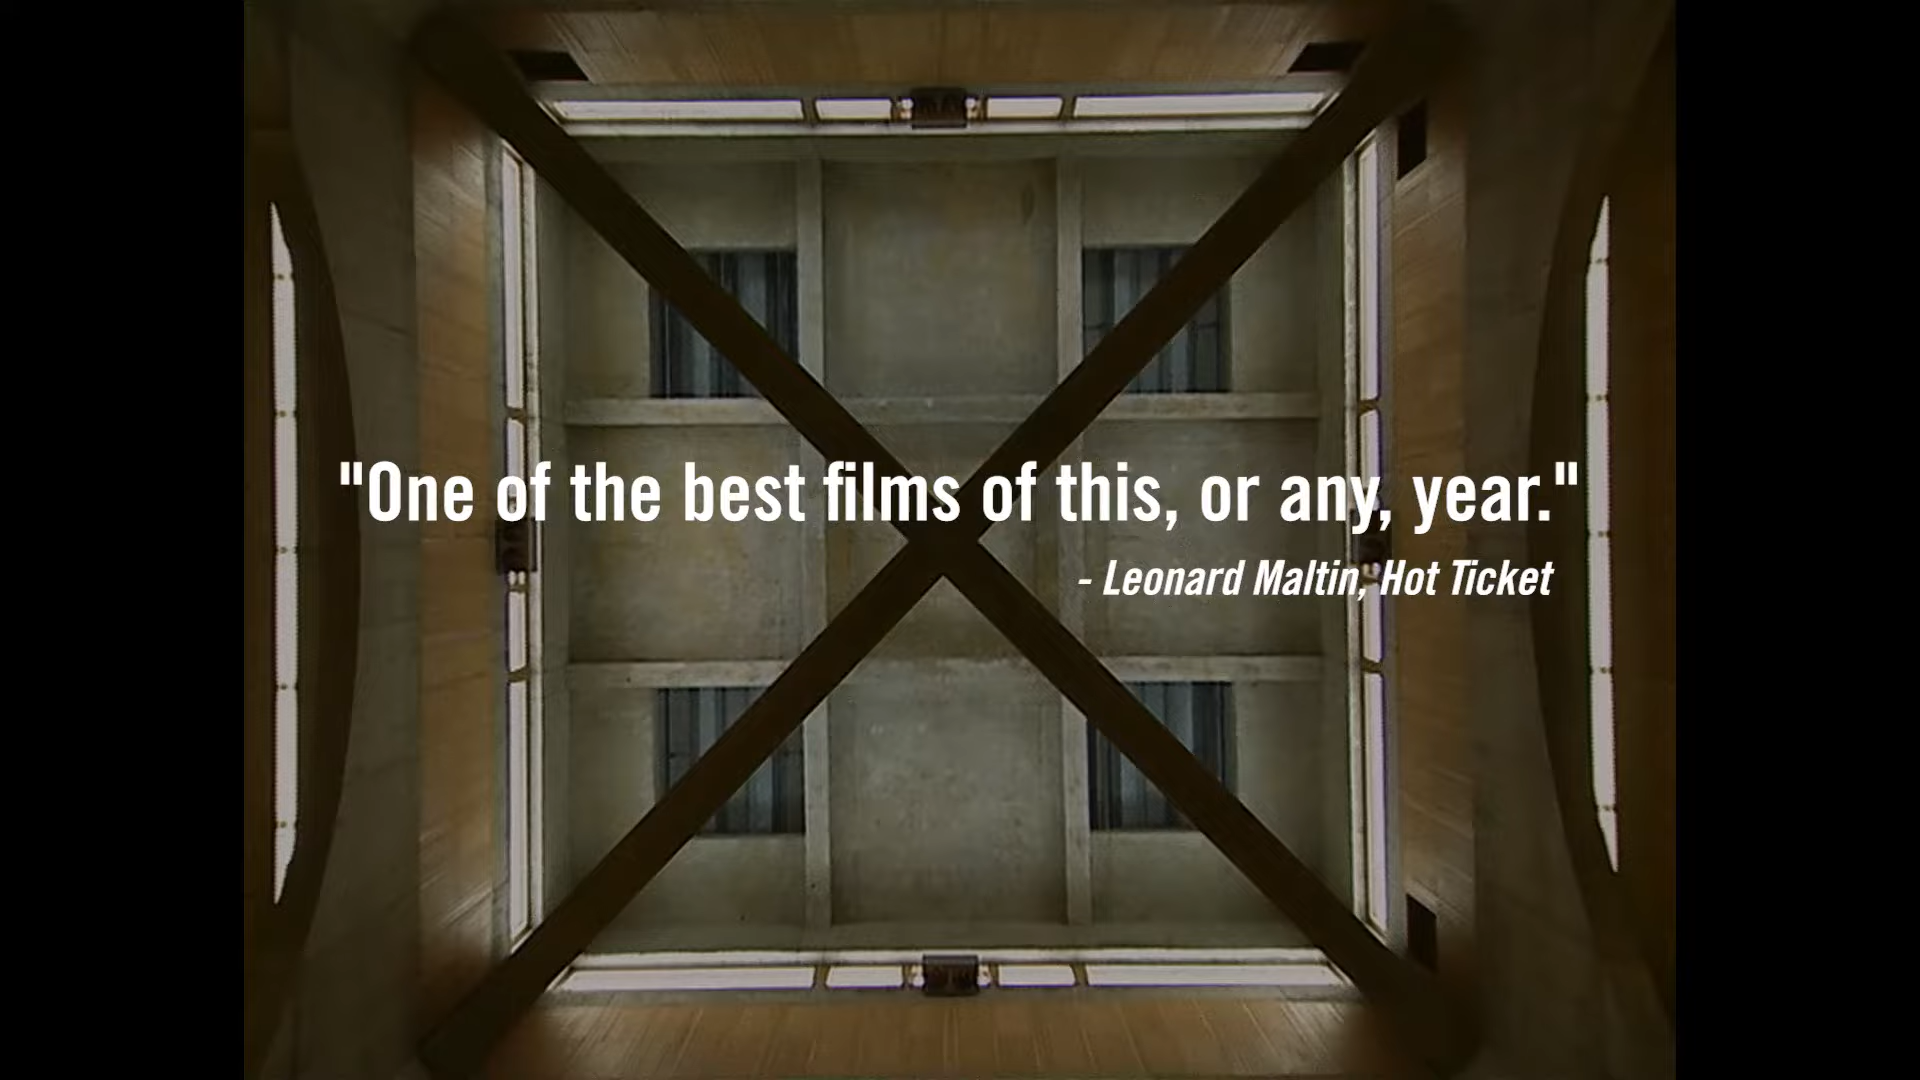 "One of the best films of this, or any, year."
- Leonard Maltin, Hot Ticket